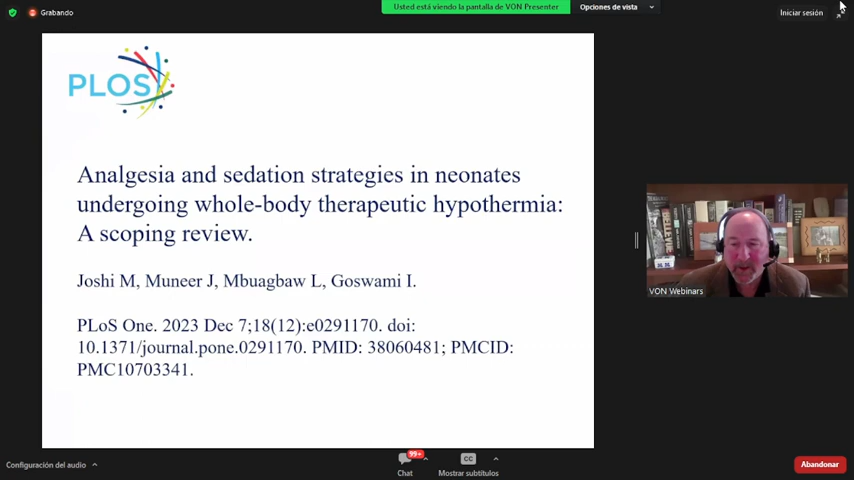 Grabando
Usted está viendo la pantalla de VON Presenter
Opciones de vista
Iniciar sesión
PLOS
Analgesia and sedation strategies in neonates
undergoing whole-body therapeutic hypothermia:
A scoping review.
Joshi M, Muneer J, Mbuagbaw L, Goswami I.
PLoS One. 2023 Dec 7;18(12):e0291170. doi:
10.1371/journal.pone.0291170. PMID: 38060481; PMCID:
PMC10703341.
BELLEVUE
VON Webinars
Configuración del audio
99+
Chat
CC
Mostrar subtítulos
Abandonar